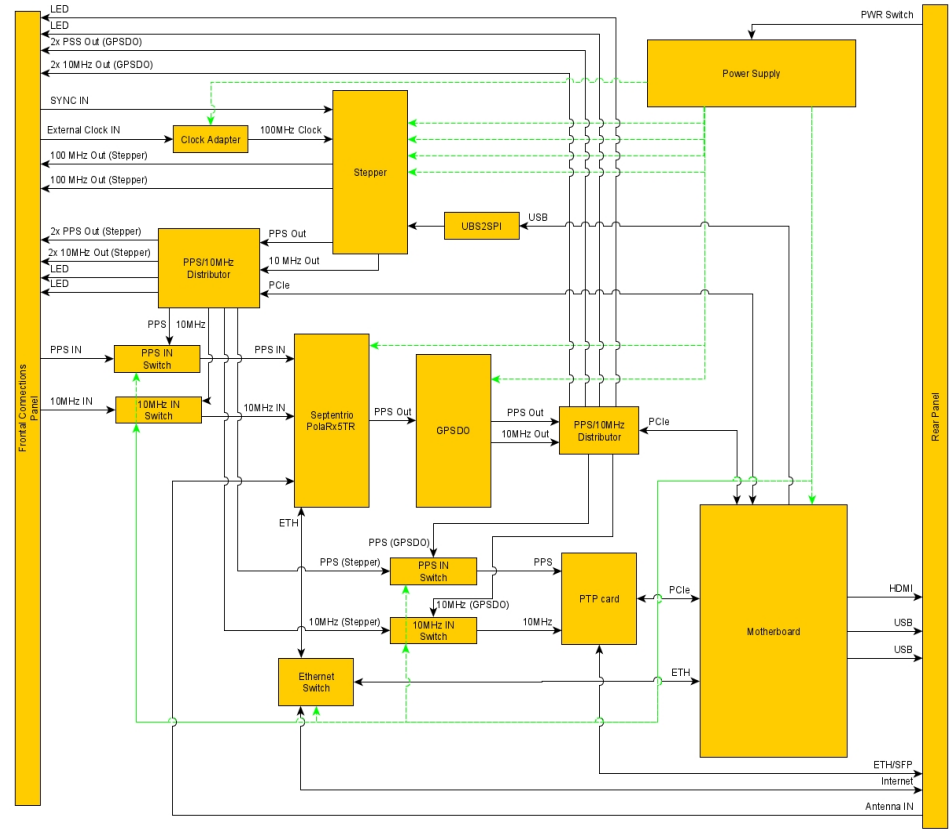 LED
LED
2x PSS Out (GPSDO)
2x 10MHz Out (GPSDO)
PWR Switch
Power Supply
SYNC IN
External Clock IN
Clock Adapter
100MHz Clock
100 MHz Out (Stepper)
100 MHz Out (Stepper)
Stepper
UBS2SPI
USB
2x PPS Out (Stepper)
2x 10MHz Out (Stepper)
LED
LED
PPS/10MHz
Distributor
PPS Out
10 MHz Out
PCIe
PPS
10MHz
PPS IN
PPS IN
Switch
PPS IN
10MHz IN
10MHz IN
Switch
10MHz IN
Septentrio
PolaRx5TR
PPS Out
GPSDO
PPS Out
10MHz Out
PPS/10MHz
Distributor
PCIe
Frontal Connections
Panel
Rear Panel
ETH
PPS (GPSDO)
PPS (Stepper)
PPS IN
Switch
PPS
10MHz (GPSDO)
10MHz (Stepper)
10MHz IN
Switch
10MHz
PTP card
PCIe
Motherboard
HDMI
USB
USB
Ethernet
Switch
ETH
ETH/SFP
Internet
Antenna IN